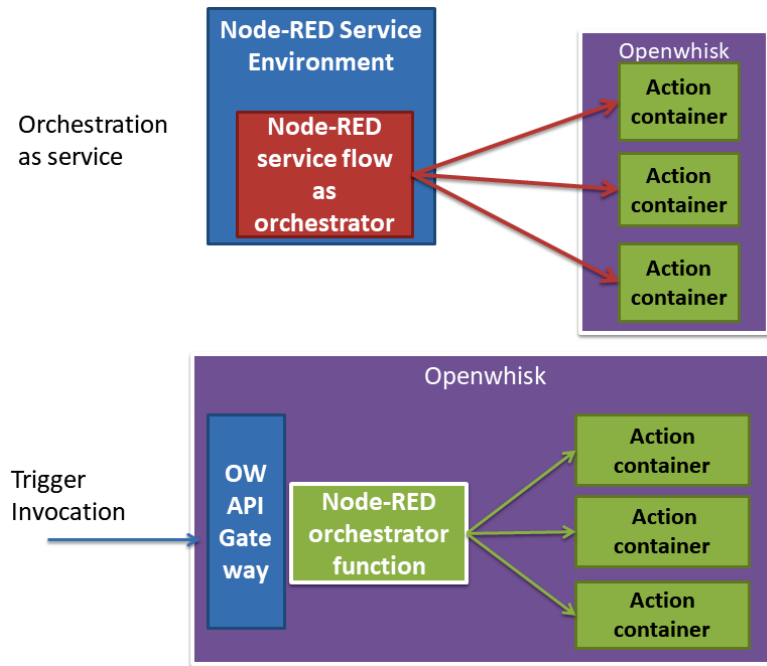 Node-RED Service
Environment
Openwhisk
Orchestration
as service
Node-RED
service flow
as
orchestrator
Action
container
Action
container
Action
container
Openwhisk
Trigger
Invocation
OW
API
Gate
way
Node-RED
orchestrator
function
Action
container
Action
container
Action
container